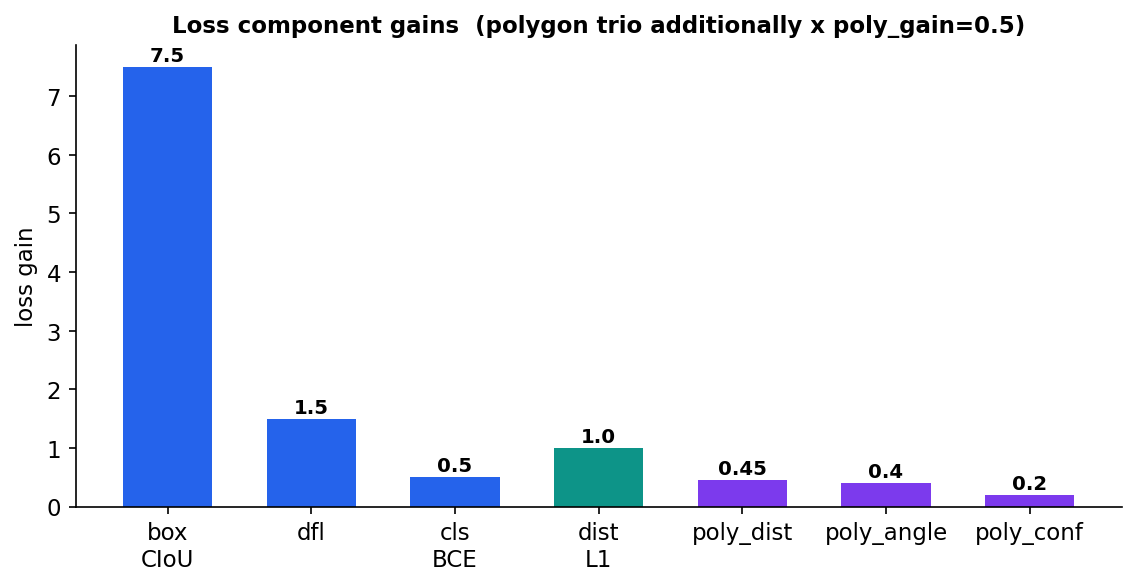 Loss component gains (polygon trio additionally x poly_gain=0.5)
loss gain
7
6
5
4
3
2
1
0
7.5
1.5
0.5
1.0
0.45
0.4
0.2
box
CIoU
dfl
cls
BCE
dist
L1
poly_dist
poly_angle
poly_conf